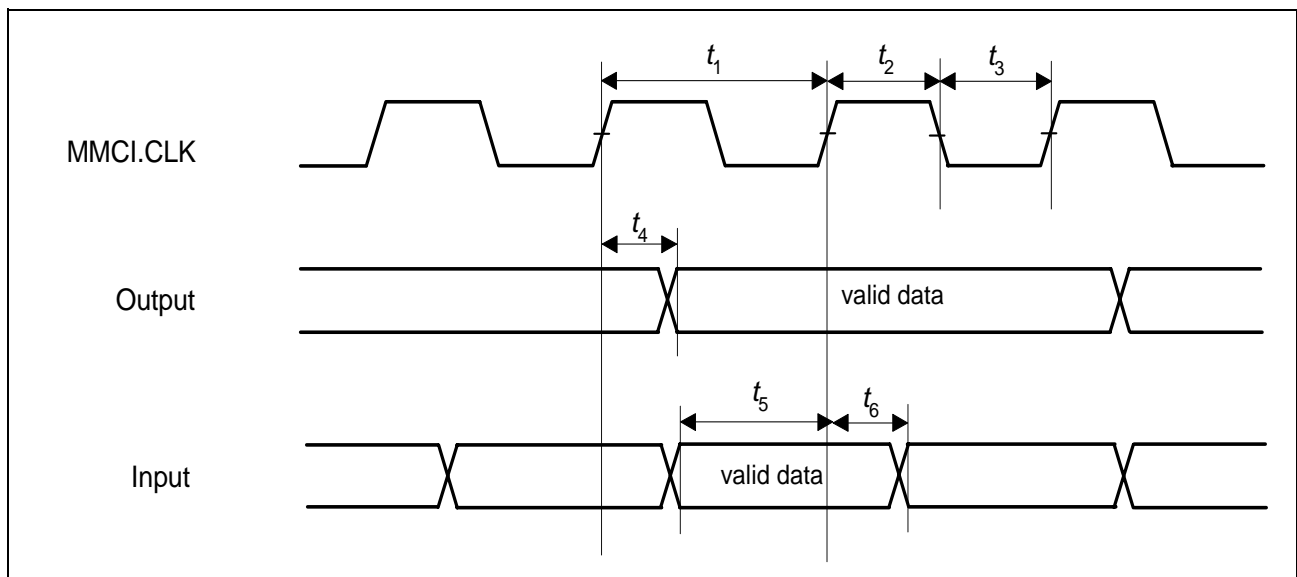 t1
t2
t3
MMCI.CLK
t4
Output
valid data
t5
t6
Input
valid data